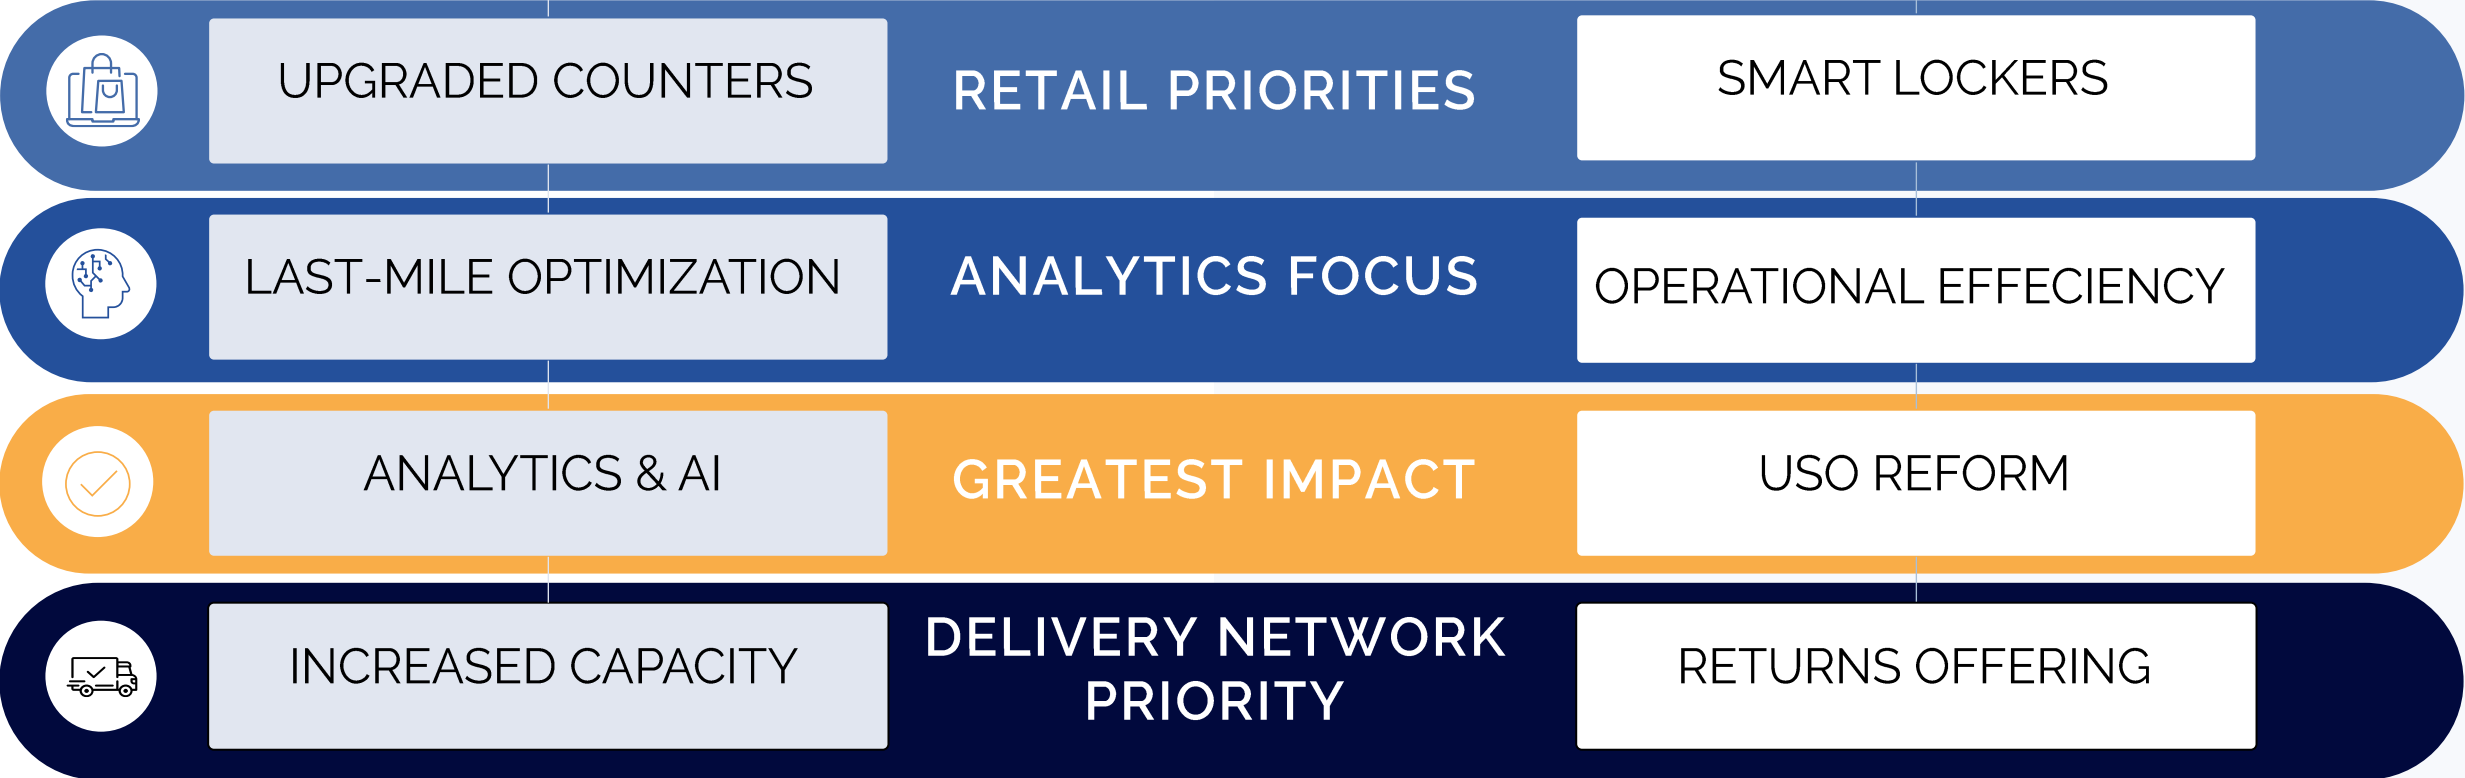 UPGRADED COUNTERS
RETAIL PRIORITIES
SMART LOCKERS
LAST-MILE OPTIMIZATION
ANALYTICS FOCUS
OPERATIONAL EFFECIENCY
ANALYTICS & AI
GREATEST IMPACT
USO REFORM
INCREASED CAPACITY
DELIVERY NETWORK
PRIORITY
RETURNS OFFERING